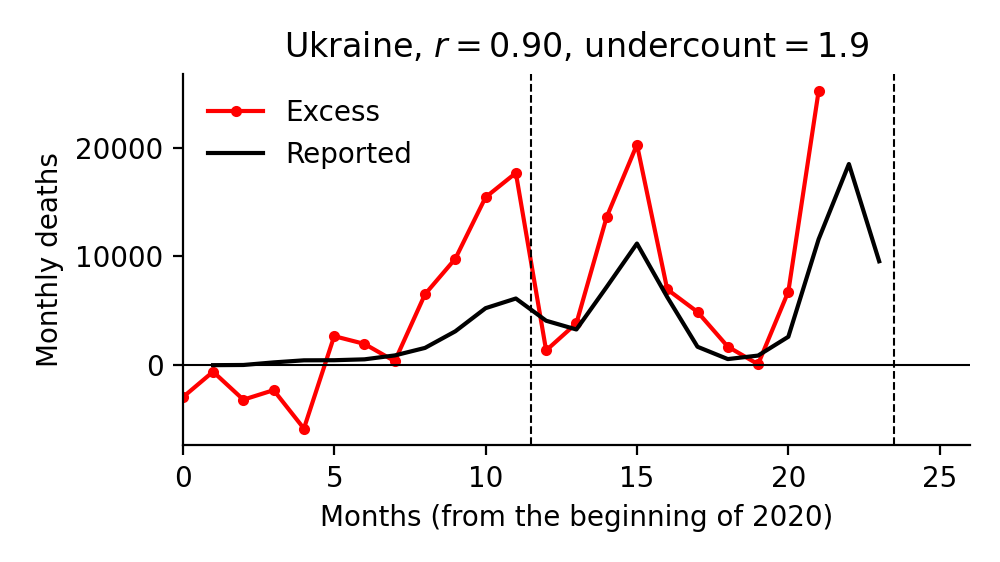 Ukraine, r = 0.90, undercount = 1.9
Excess
Reported
20000
10000
0
Monthly deaths
0 5 10 15 20 25
Months (from the beginning of 2020)